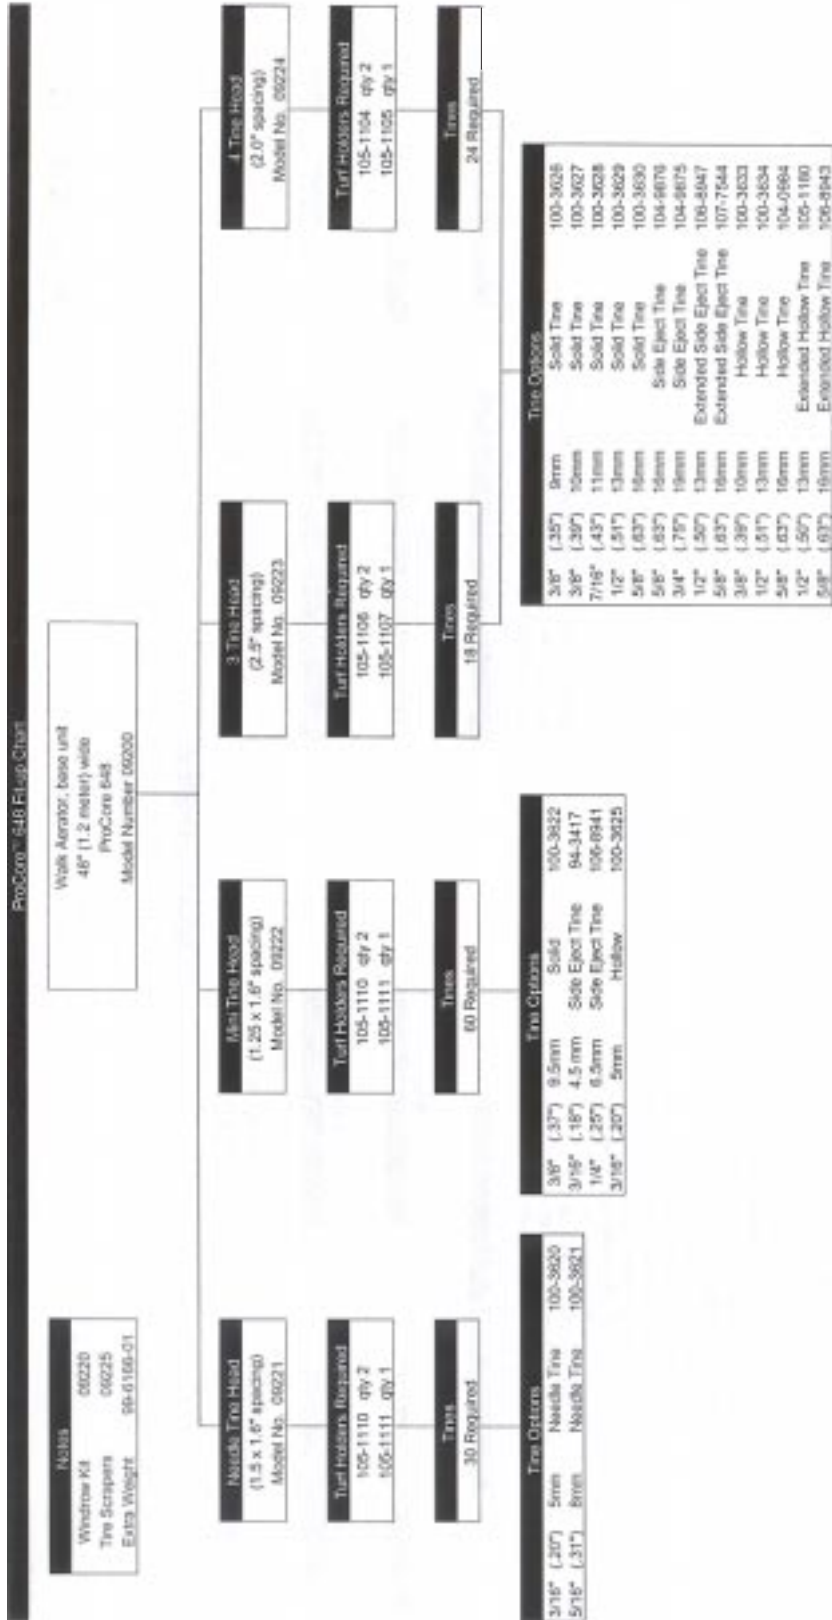 ProCore™ 648 Fit-up Chart
Notes
Windrow Kit 09220
Tire Scrapers 09225
Extra Weight 99-6166-01
Walk Aerator, base unit
48" (1.2 meter) wide
ProCore 648
Model Number 09200
Needle Tine Head
(1.5 x 1.6" spacing)
Model No. 09221
Turf Holders Required
105-1110 qty 2
105-1111 qty 1
Tines
30 Required
Tine Options
3/16" (.20") 5mm Needle Tine 100-3620
5/16" (.31") 8mm Needle Tine 100-3621
Mini Tine Head
(1.25 x 1.6" spacing)
Model No. 09222
Turf Holders Required
105-1110 qty 2
105-1111 qty 1
Tines
60 Required
Tine Options
3/8" (.37") 9.5mm Solid 100-3622
3/16" (.18") 4.5 mm Side Eject Tine 94-3417
1/4" (.25") 6.5mm Side Eject Tine 106-8941
3/16" (.20") 5mm Hollow 100-3625
3 Tine Head
(2.5" spacing)
Model No. 09223
Turf Holders Required
105-1106 qty 2
105-1107 qty 1
Tines
18 Required
4 Tine Head
(2.0" spacing)
Model No. 09224
Turf Holders Required
105-1104 qty 2
105-1105 qty 1
Tines
24 Required
Tine Options
3/8" (.35") 9mm Solid Tine 100-3626
3/8" (.39") 10mm Solid Tine 100-3627
7/16" (.43") 11mm Solid Tine 100-3628
1/2" (.51") 13mm Solid Tine 100-3629
5/8" (.63") 16mm Solid Tine 100-3630
5/8" (.63") 16mm Side Eject Tine 104-9676
3/4" (.75") 19mm Side Eject Tine 104-9675
1/2" (.50") 13mm Extended Side Eject Tine 106-8947
5/8" (.63") 16mm Extended Side Eject Tine 107-7544
3/8" (.39") 10mm Hollow Tine 100-3633
1/2" (.51") 13mm Hollow Tine 100-3634
5/8" (.63") 16mm Hollow Tine 104-0984
1/2" (.50") 13mm Extended Hollow Tine 105-1180
5/8" (.63") 16mm Extended Hollow Tine 106-8943